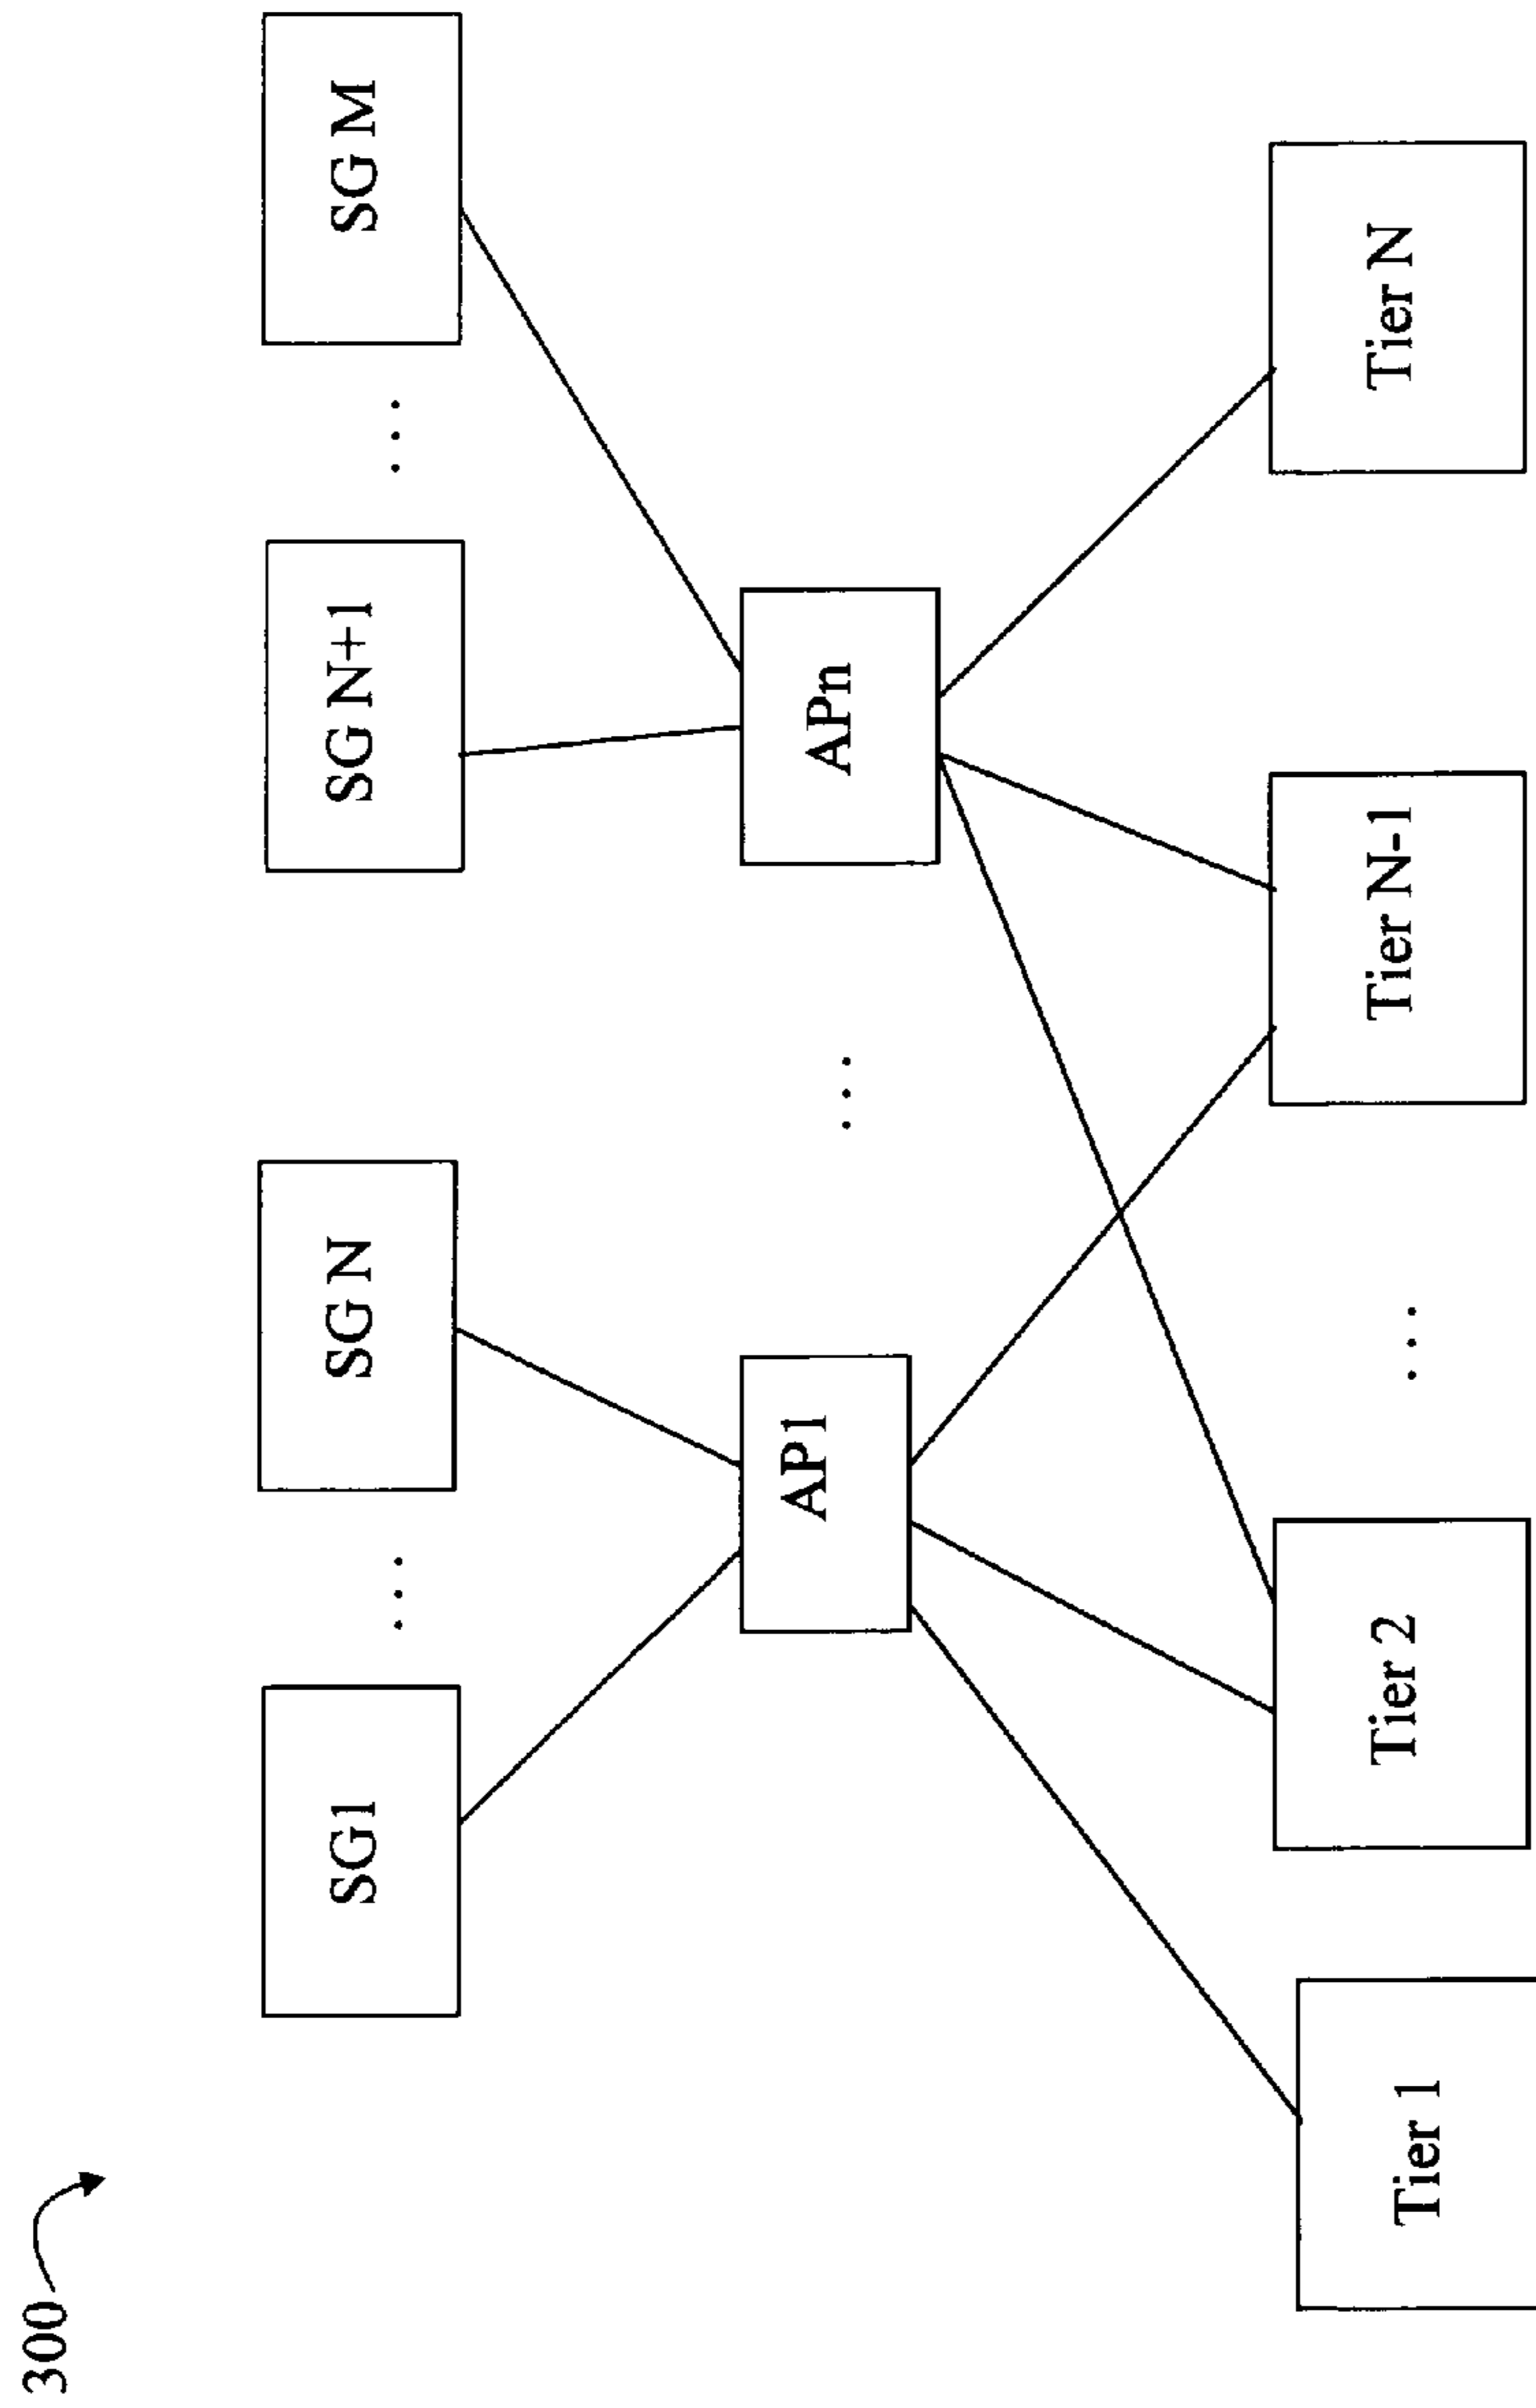 300
SG1
...
SG N
SG N+1
...
SG M
AP1
...
APn
Tier 1
Tier 2
...
Tier N-1
Tier N